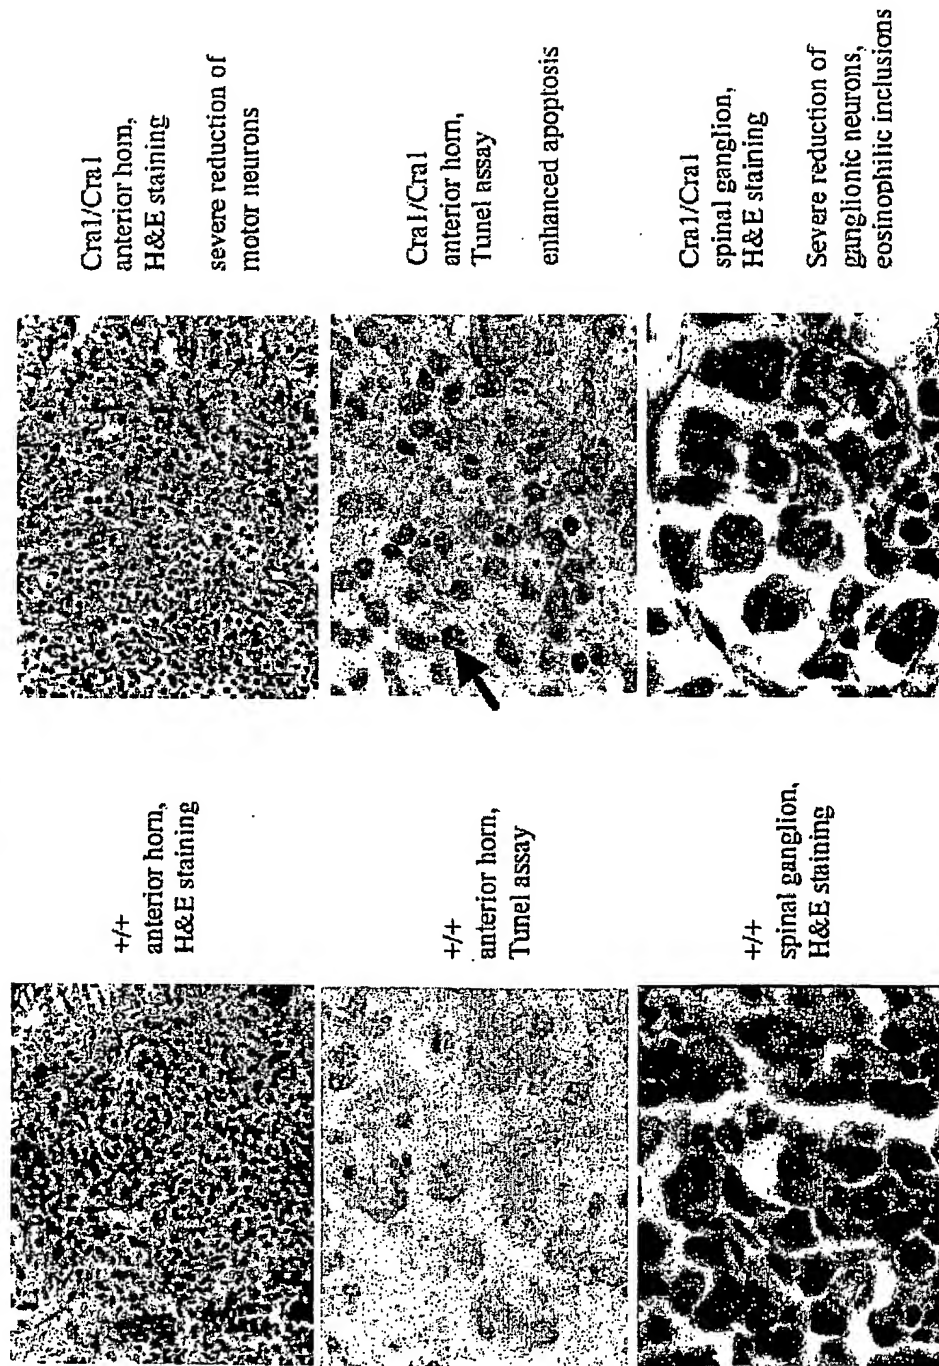 +/+
anterior horn,
H&E staining
Cra1/Cra1
anterior horn,
H&E staining
severe reduction of
motor neurons
+/+
anterior horn,
Tunel assay
Cra1/Cra1
anterior horn,
Tunel assay
enhanced apoptosis
+/+
spinal ganglion,
H&E staining
Cra1/Cra1
spinal ganglion,
H&E staining
Severe reduction of
ganglionic neurons,
eosinophilic inclusions